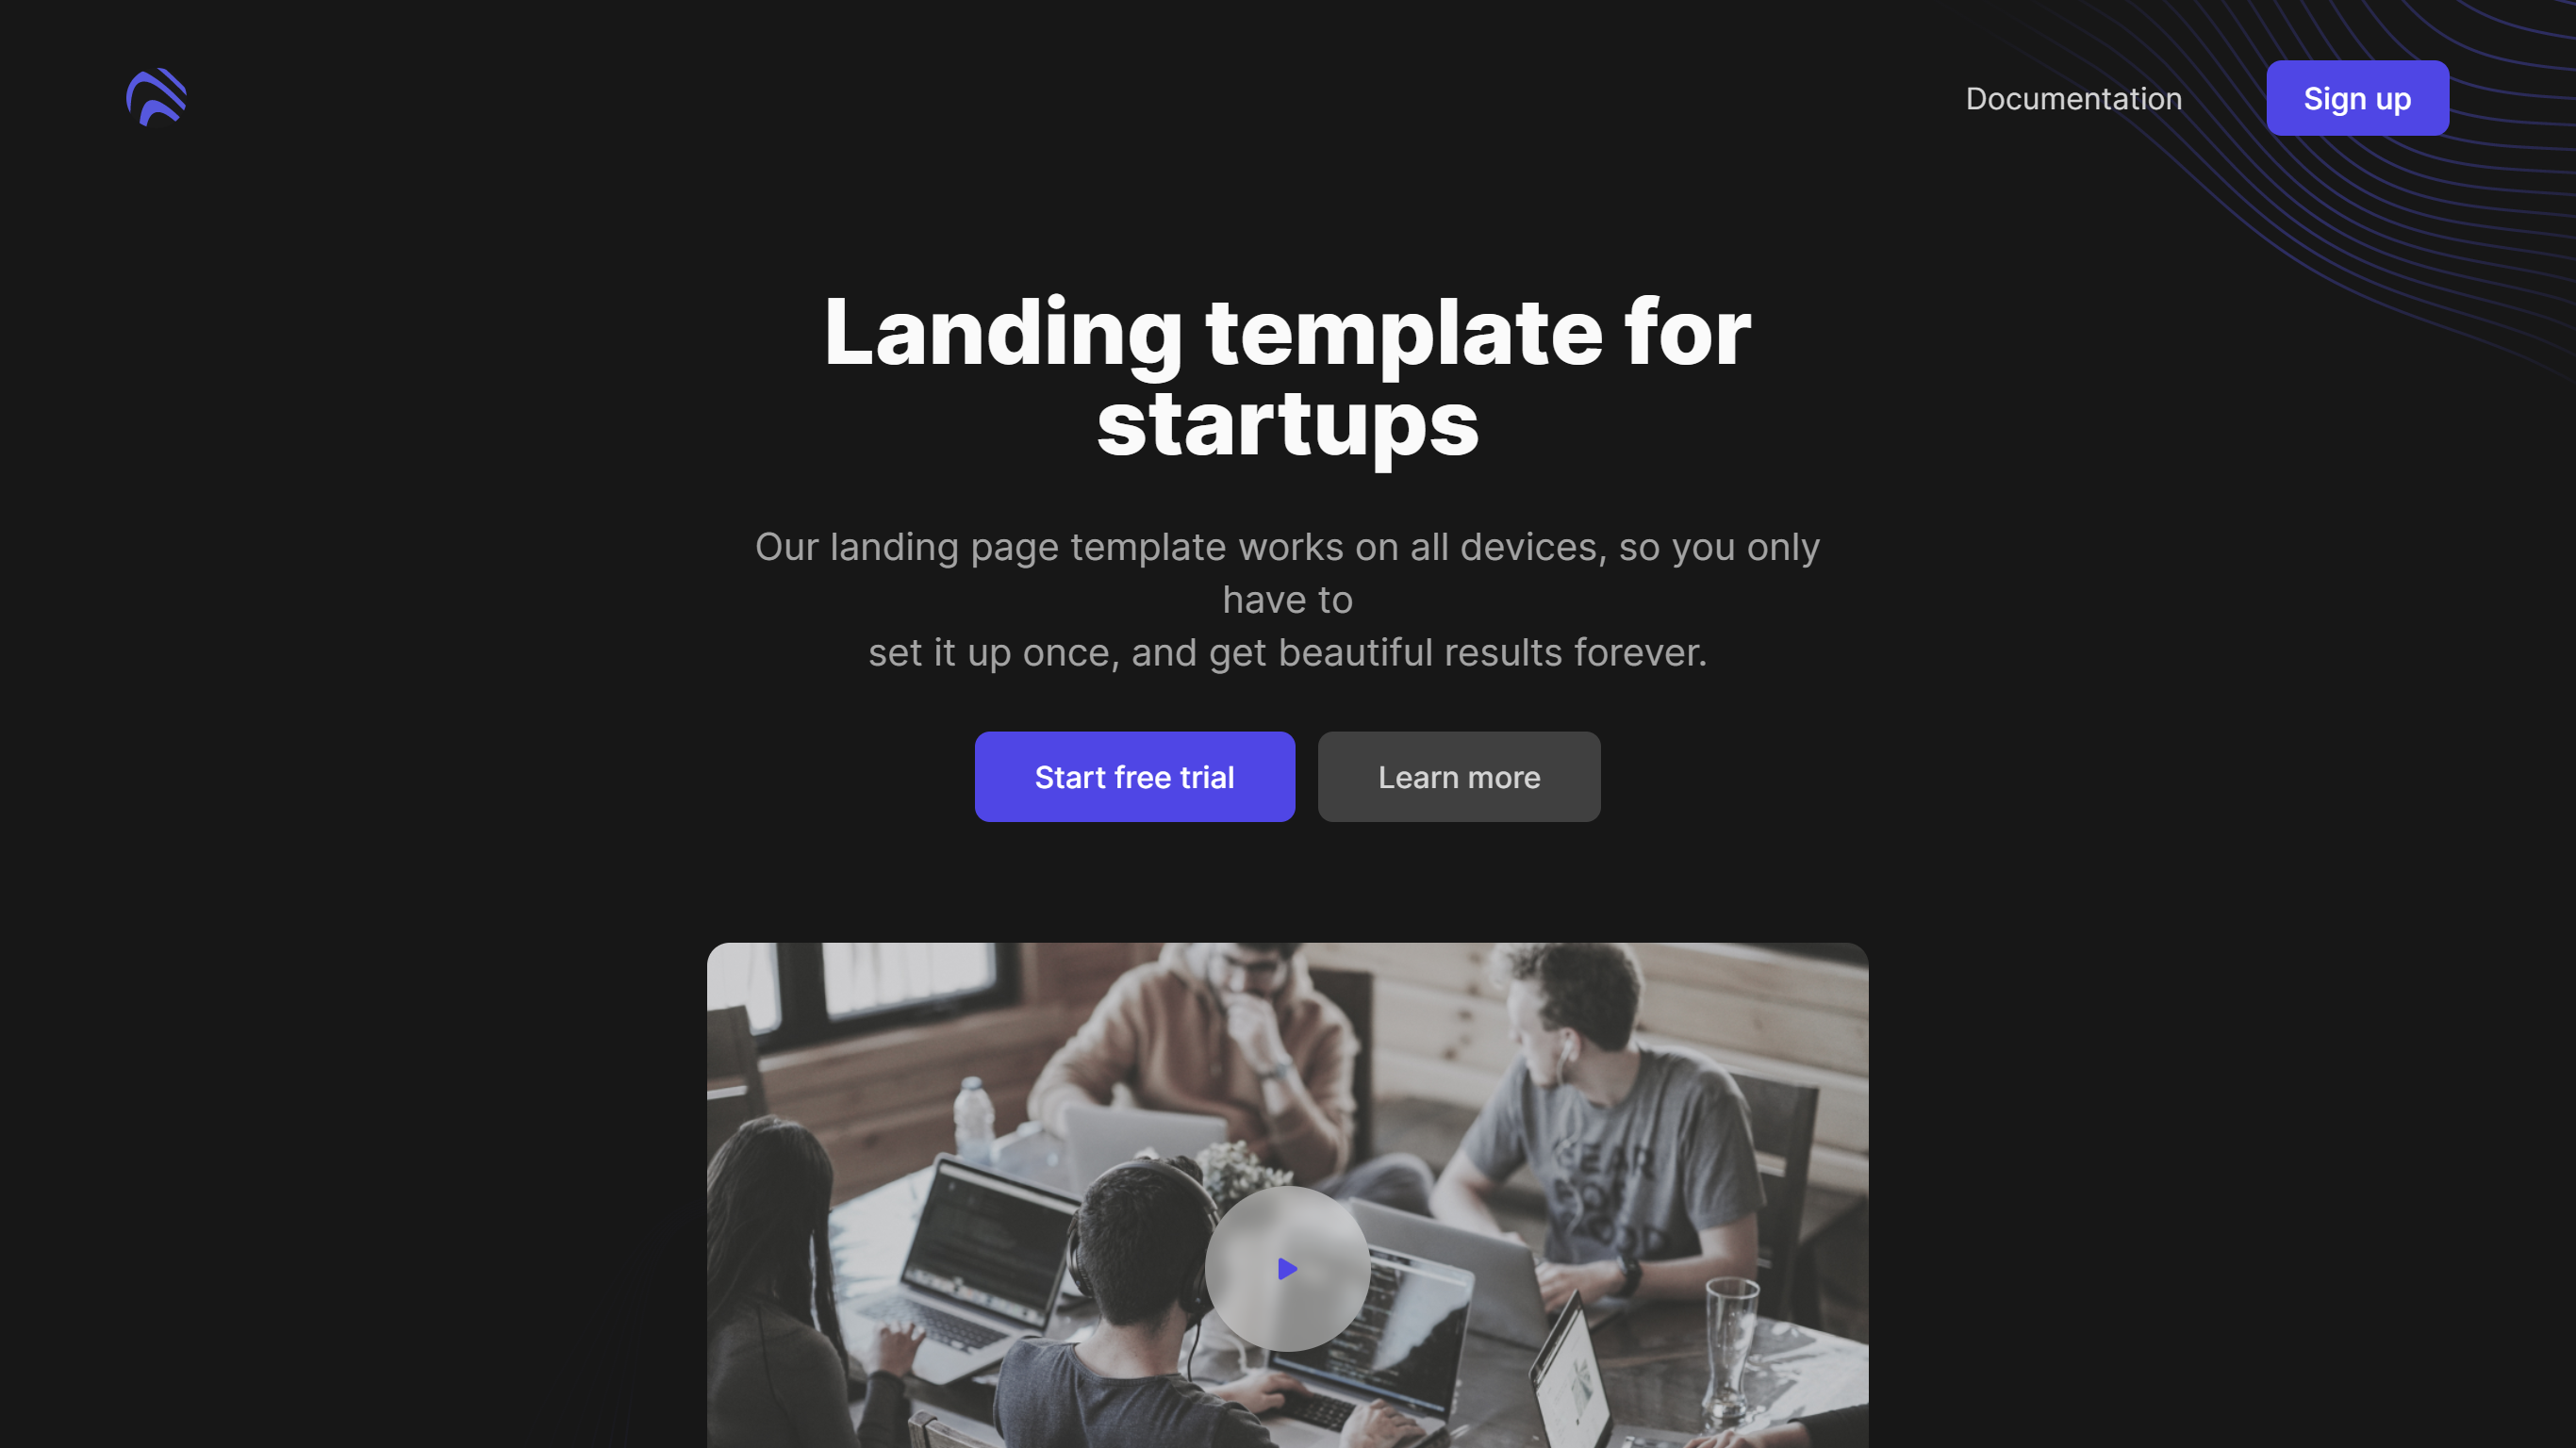 Documentation
Sign up
Landing template for
startups
Our landing page template works on all devices, so you only
have to
set it up once, and get beautiful results forever.
Start free trial
Learn more